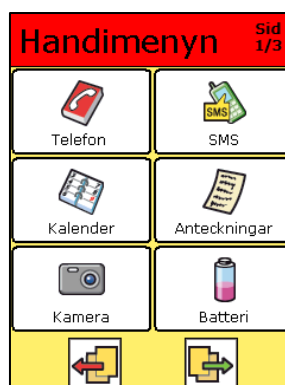 Handimenyn
Sid
1/3
Telefon
SMS
SMS
Kalender
Anteckningar
Kamera
Batteri